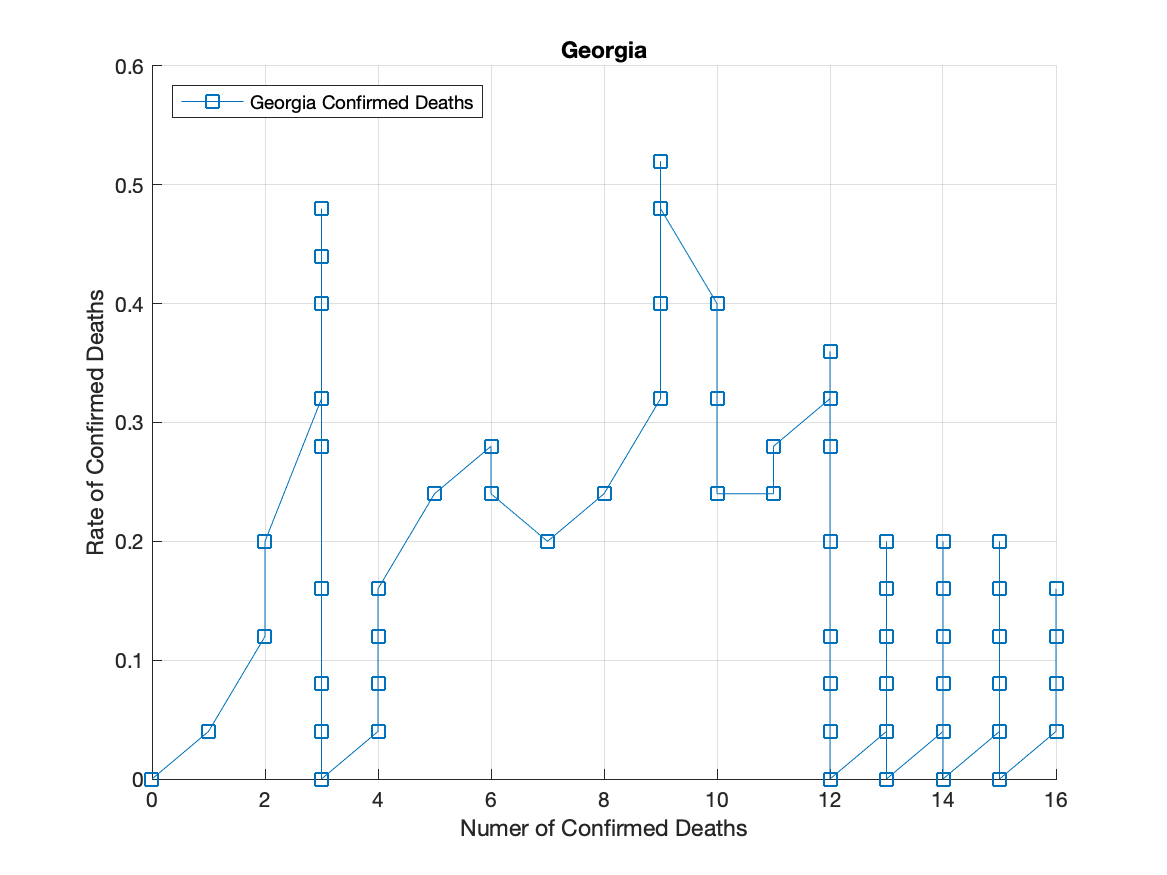 Georgia
Georgia Confirmed Deaths
0.6
0.5
0.4
0.3
0.2
0.1
0
Rate of Confirmed Deaths
0 2 4 6 8 10 12 14 16
Numer of Confirmed Deaths